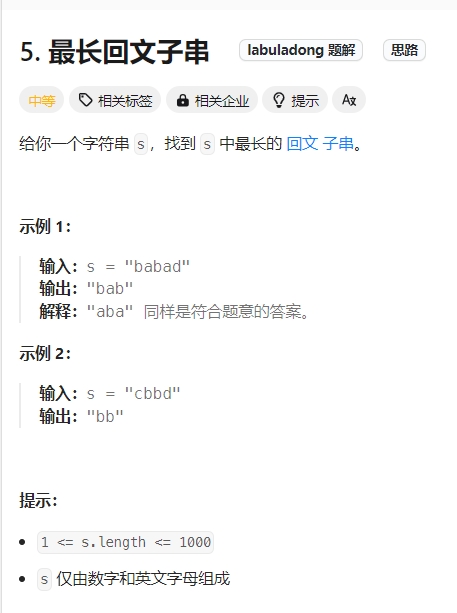 5. 最长回文子串 labuladong 题解 思路
中等 相关标签 相关企业 提示 Az
给你一个字符串 s，找到 s 中最长的 回文 子串。
示例 1：
输入：s = "babad"
输出："bab"
解释："aba" 同样是符合题意的答案。
示例 2：
输入：s = "cbbd"
输出："bb"
提示：
1 <= s.length <= 1000
s 仅由数字和英文字母组成